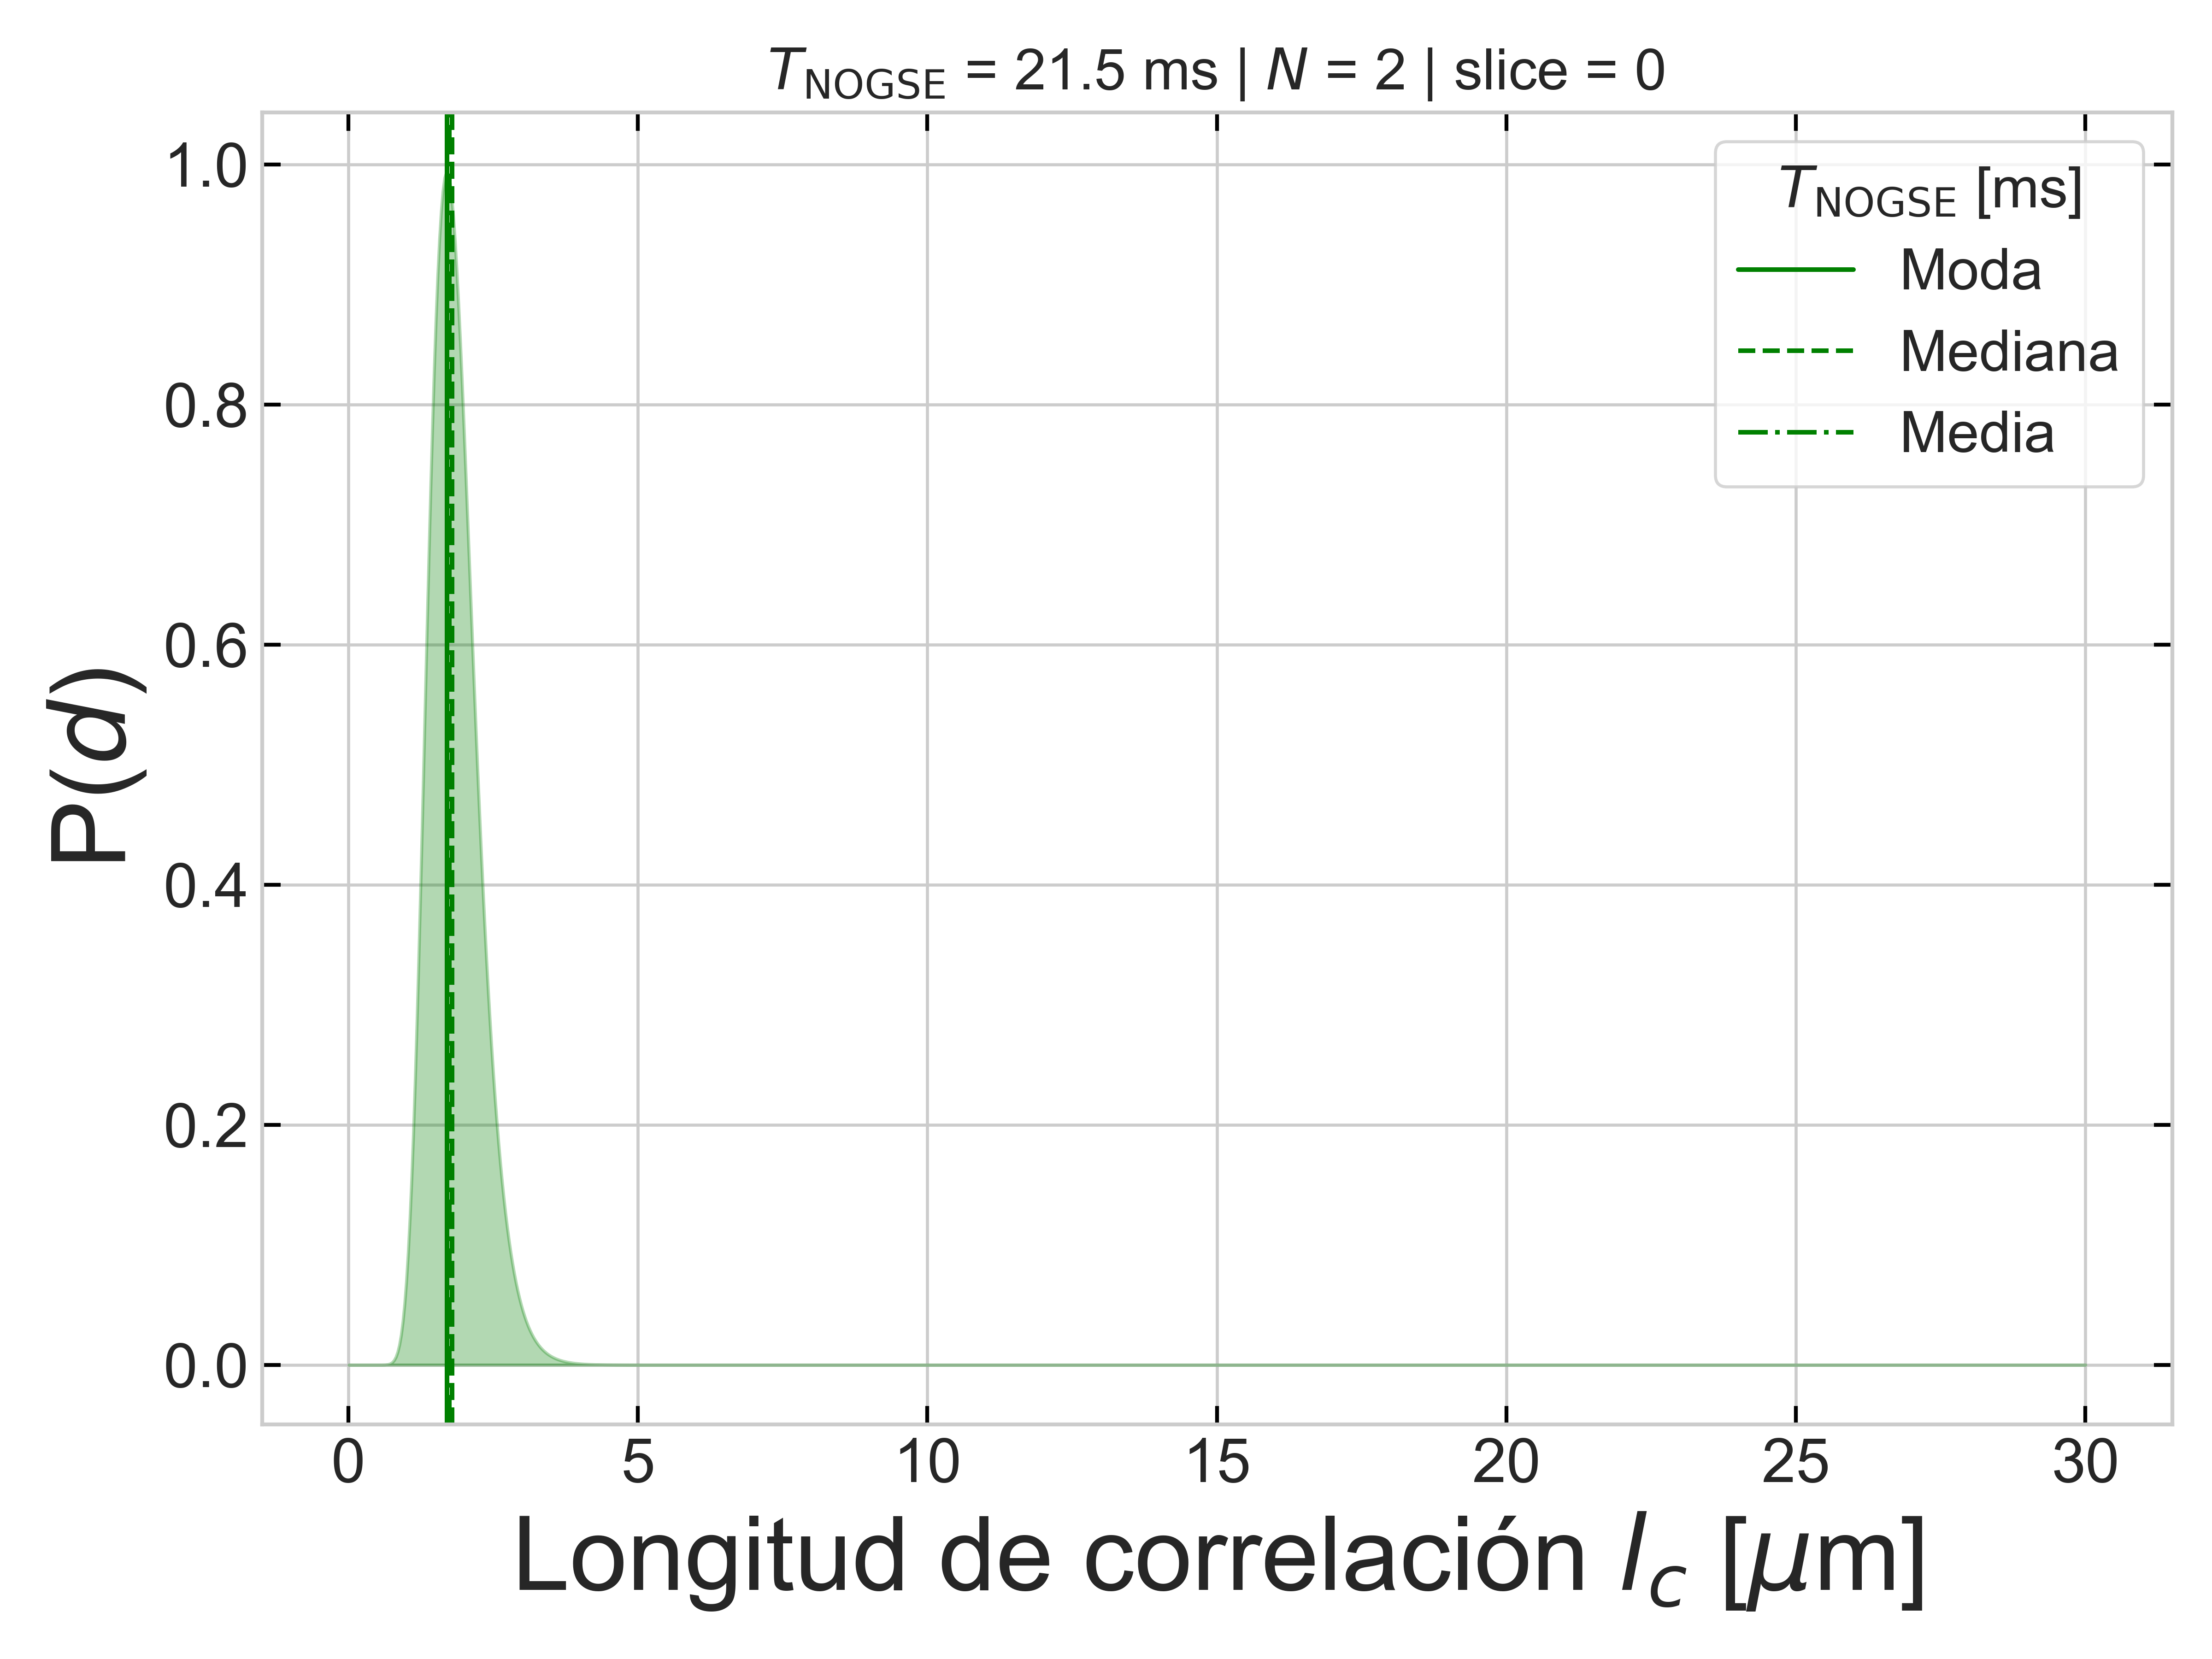 T_NOGSE = 21.5 ms | N = 2 | slice = 0
T_NOGSE [ms]
Moda
Mediana
Media
P(d)
1.0
0.8
0.6
0.4
0.2
0.0
0 5 10 15 20 25 30
Longitud de correlación l_c [μm]